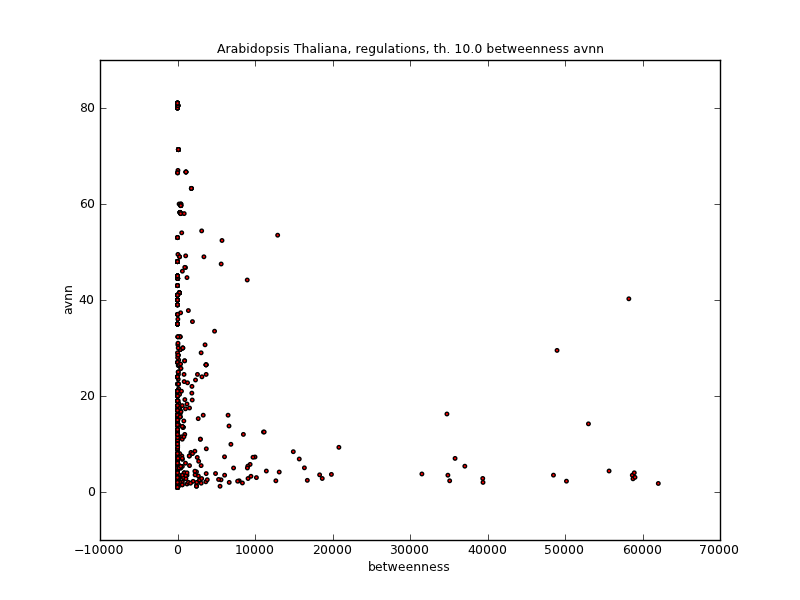 Arabidopsis Thaliana, regulations, th. 10.0 betweenness avnn
80
60
40
20
0
avnn
−10000 0 10000 20000 30000 40000 50000 60000 70000
betweenness